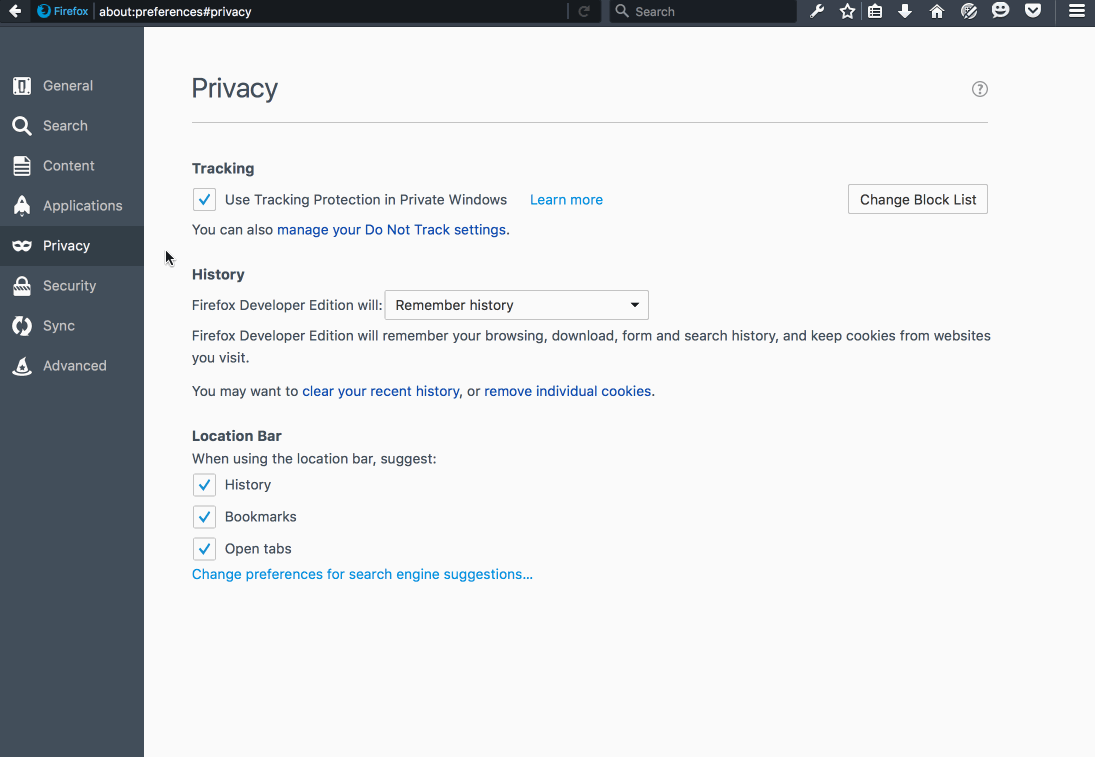 Firefox about:preferences#privacy Search
General
Search
Content
Applications
Privacy
Security
Sync
Advanced
Privacy
?
Tracking
Use Tracking Protection in Private Windows Learn more Change Block List
You can also manage your Do Not Track settings.
History
Firefox Developer Edition will: Remember history
Firefox Developer Edition will remember your browsing, download, form and search history, and keep cookies from websites
you visit.
You may want to clear your recent history, or remove individual cookies.
Location Bar
When using the location bar, suggest:
History
Bookmarks
Open tabs
Change preferences for search engine suggestions...